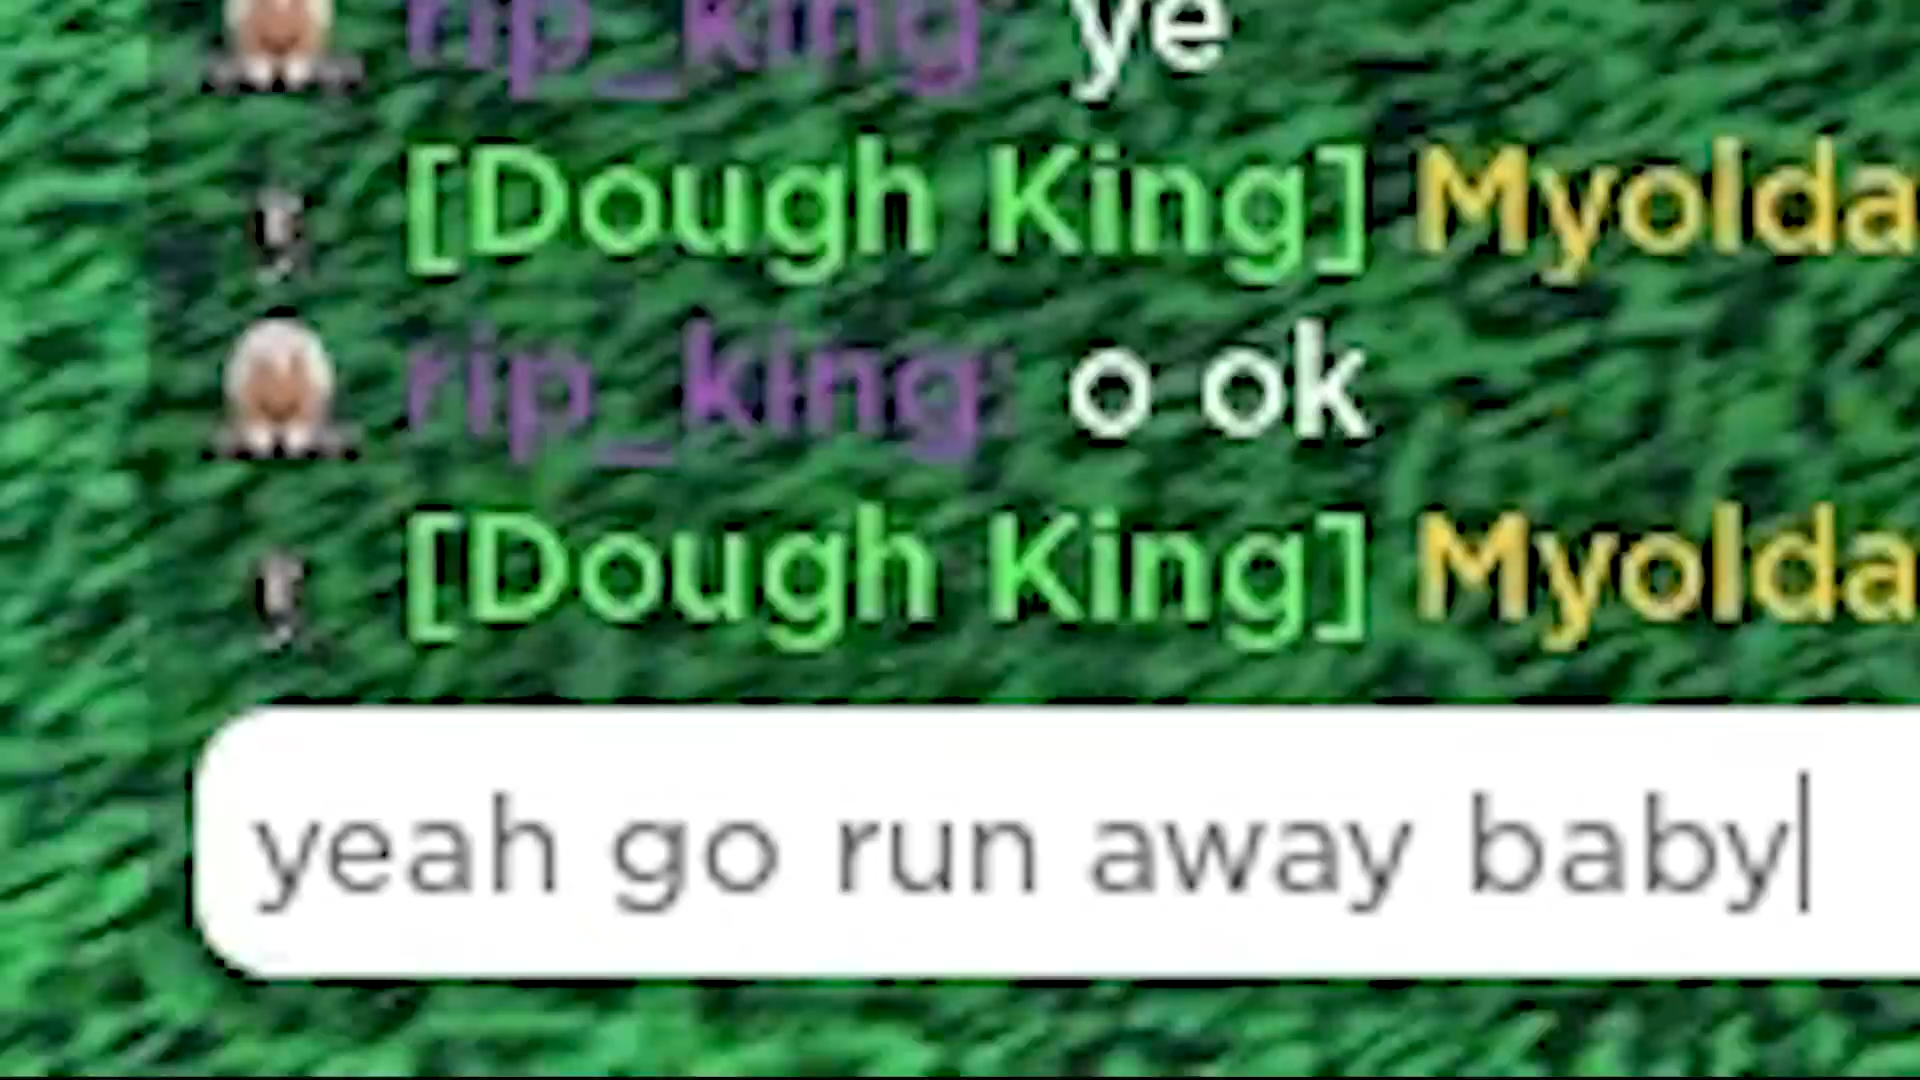 rip_king: ye
[Dough King] Myolda
rip_king: o ok
[Dough King] Myolda
yeah go run away baby